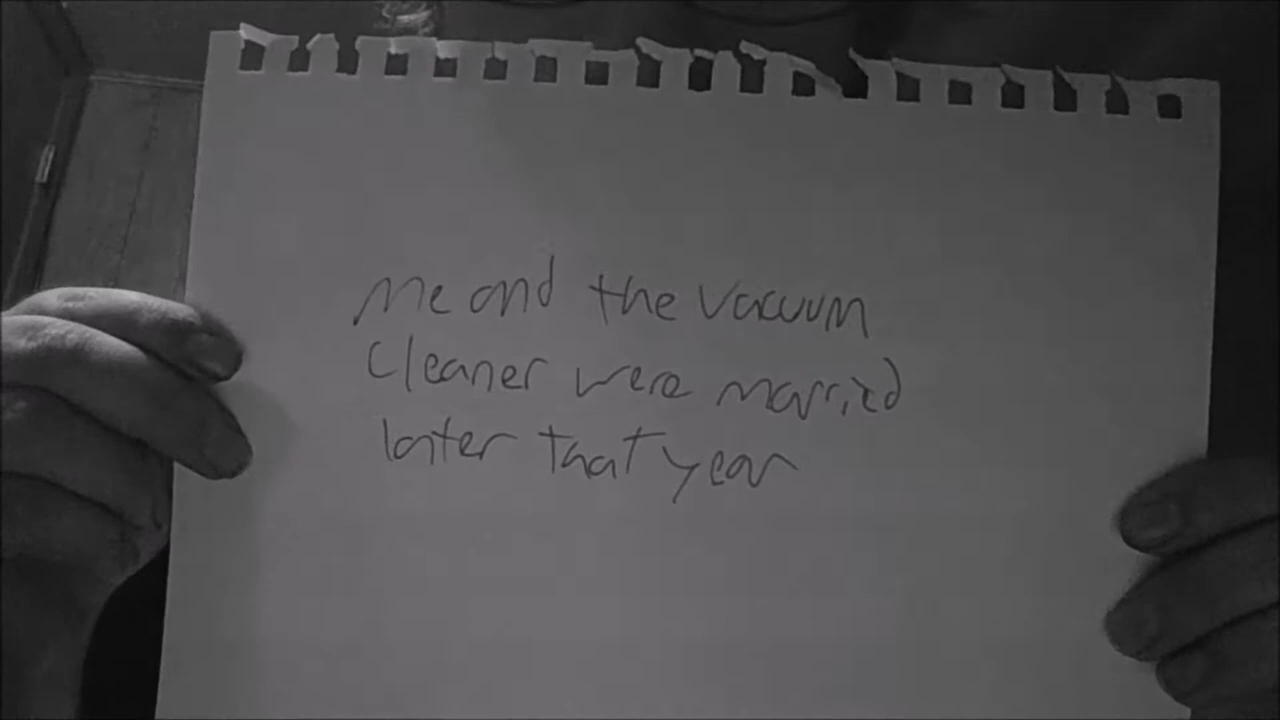 me and the vacuum
cleaner were married
later that year